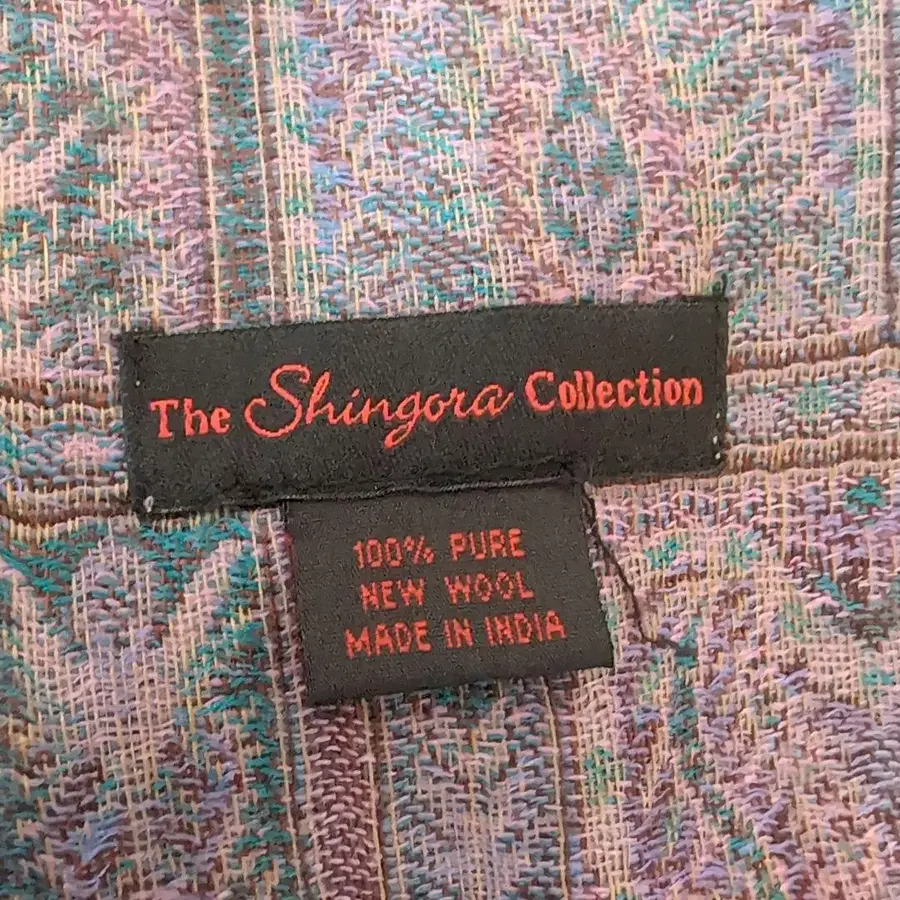 The Shingora Collection
100% PURE
NEW WOOL
MADE IN INDIA